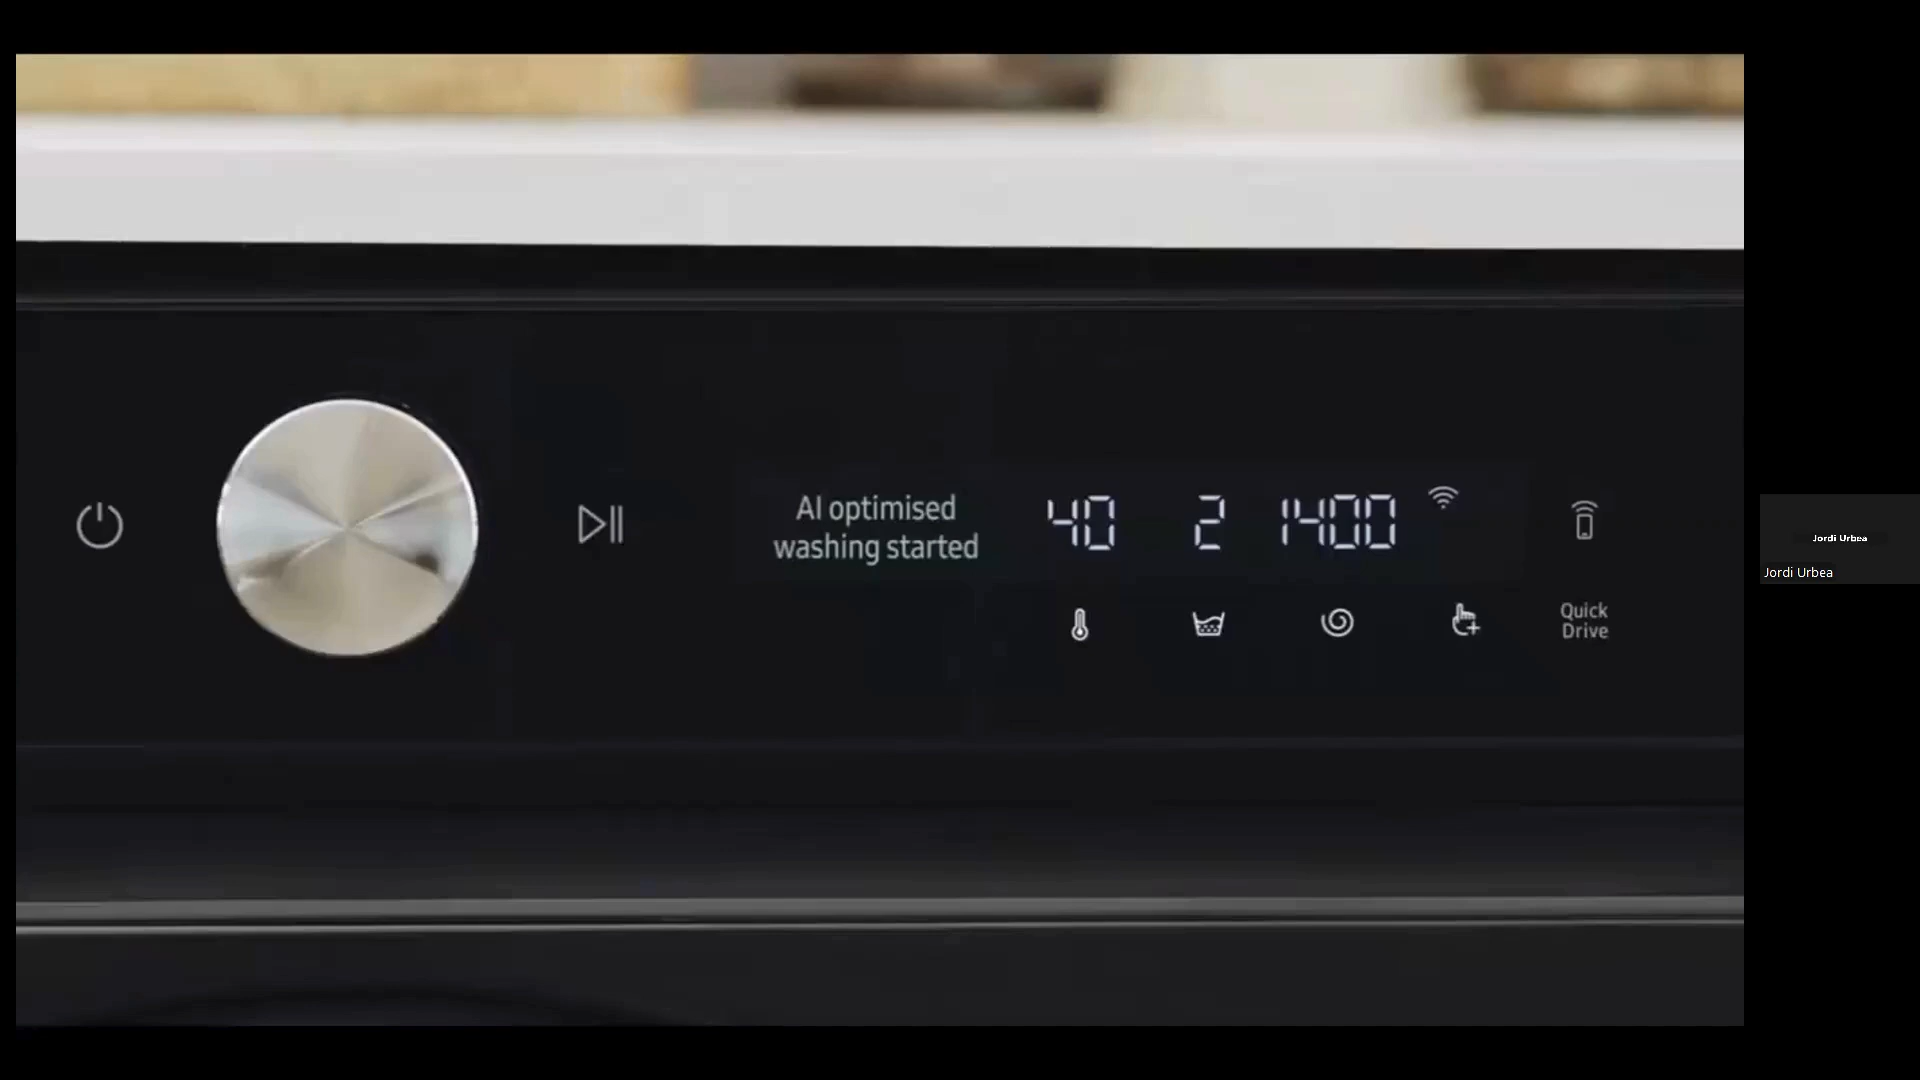 AI optimised
washing started
40 2 1400
Quick
Drive
Jordi Urbea
Jordi Urbea